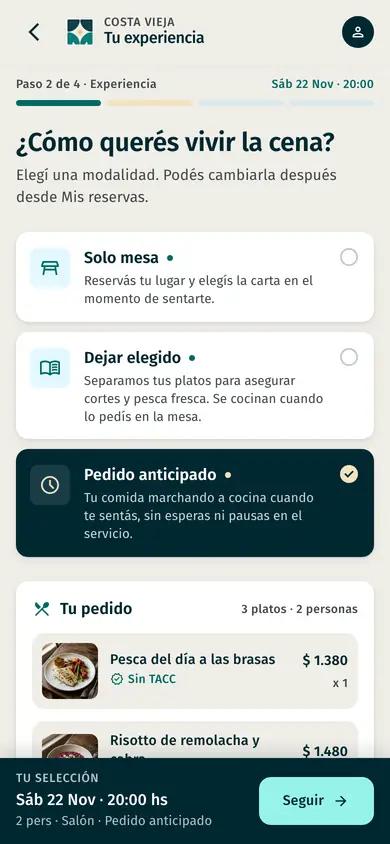 COSTA VIEJA
Tu experiencia
Paso 2 de 4 · Experiencia
Sáb 22 Nov · 20:00
¿Cómo querés vivir la cena?
Elegí una modalidad. Podés cambiarla después
desde Mis reservas.
Solo mesa
Reservás tu lugar y elegís la carta en el
momento de sentarte.
Dejar elegido
Separamos tus platos para asegurar
cortes y pesca fresca. Se cocinan cuando
lo pedís en la mesa.
Pedido anticipado
Tu comida marchando a cocina cuando
te sentás, sin esperas ni pausas en el
servicio.
Tu pedido
3 platos · 2 personas
Pesca del día a las brasas
$ 1.380
Sin TACC
x 1
Risotto de remolacha y
$ 1.480
TU SELECCIÓN
Sáb 22 Nov · 20:00 hs
2 pers · Salón · Pedido anticipado
Seguir